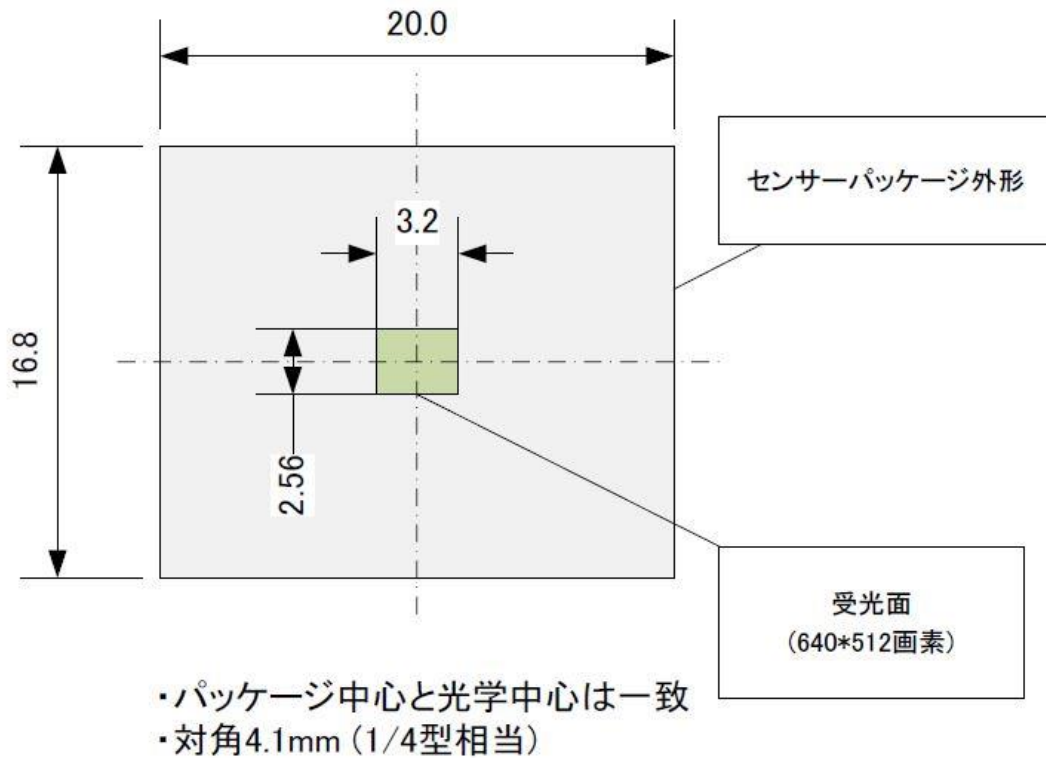 20.0
センサーパッケージ外形
3.2
16.8
2.56
受光面
(640*512画素)
・パッケージ中心と光学中心は一致
・対角4.1mm (1/4型相当)